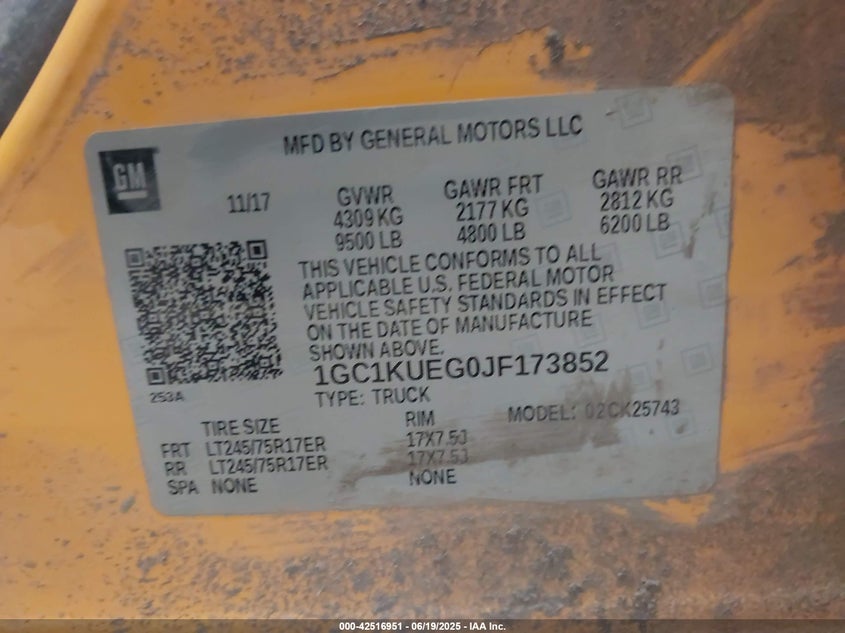 MFD BY GENERAL MOTORS LLC
GM
11/17
GVWR GAWR FRT GAWR RR
4309 KG 2177 KG 2812 KG
9500 LB 4800 LB 6200 LB
THIS VEHICLE CONFORMS TO ALL
APPLICABLE U.S. FEDERAL MOTOR
VEHICLE SAFETY STANDARDS IN EFFECT
ON THE DATE OF MANUFACTURE
SHOWN ABOVE.
1GC1KUEG0JF173852
253A
TYPE: TRUCK
TIRE SIZE RIM MODEL: 02CK25743
FRT LT245/75R17ER 17X7.50
RR LT245/75R17ER 17X7.50
SPA NONE NONE
000-42516951 - 06/19/2025 - IAA Inc.